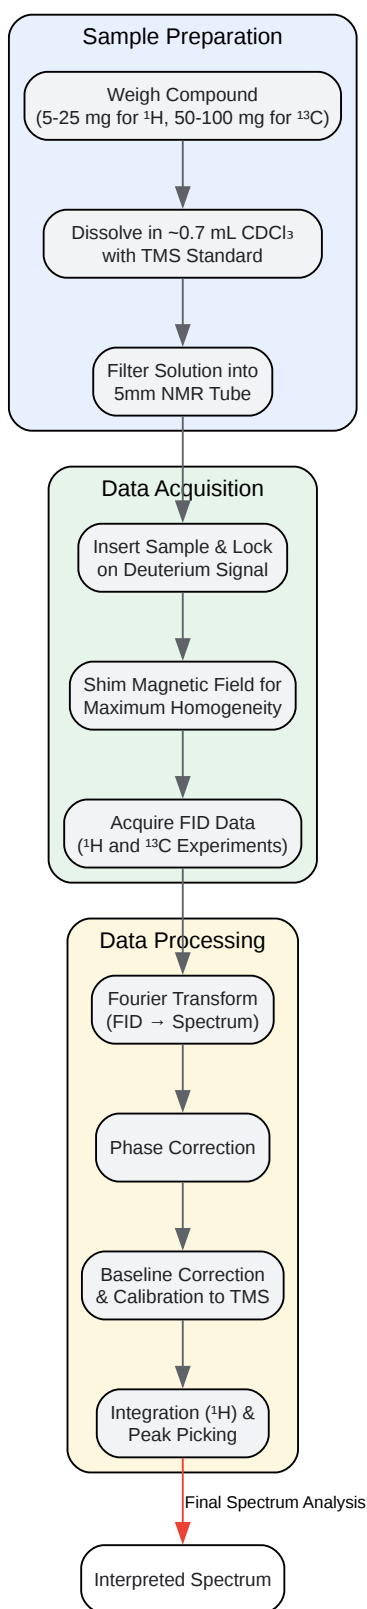 Sample Preparation
Weigh Compound
(5-25 mg for ¹H, 50-100 mg for ¹³C)
Dissolve in ~0.7 mL CDCl₃
with TMS Standard
Filter Solution into
5mm NMR Tube
Data Acquisition
Insert Sample & Lock
on Deuterium Signal
Shim Magnetic Field for
Maximum Homogeneity
Acquire FID Data
(¹H and ¹³C Experiments)
Data Processing
Fourier Transform
(FID → Spectrum)
Phase Correction
Baseline Correction
& Calibration to TMS
Integration (¹H) &
Peak Picking
Final Spectrum Analysis
Interpreted Spectrum